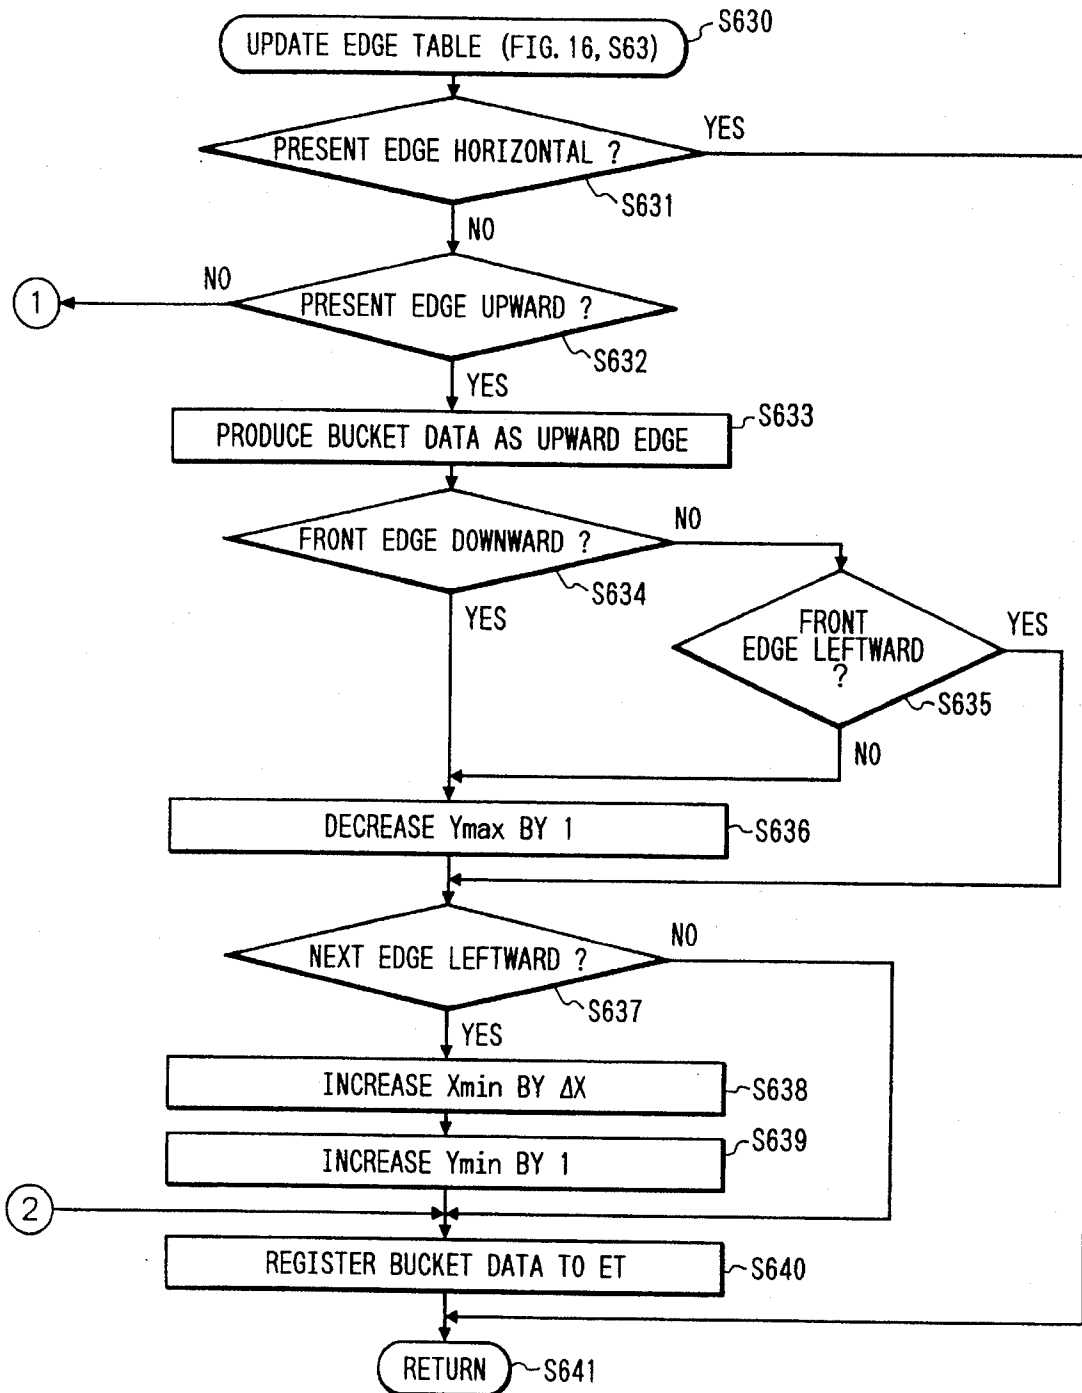 S630
UPDATE EDGE TABLE (FIG. 16, S63)
YES
PRESENT EDGE HORIZONTAL ?
S631
NO
NO
1
PRESENT EDGE UPWARD ?
S632
YES
S633
PRODUCE BUCKET DATA AS UPWARD EDGE
NO
FRONT EDGE DOWNWARD ?
S634
YES
FRONT
EDGE LEFTWARD
?
YES
S635
NO
DECREASE Ymax BY 1
S636
NO
NEXT EDGE LEFTWARD ?
S637
YES
INCREASE Xmin BY ΔX
S638
S639
INCREASE Ymin BY 1
2
REGISTER BUCKET DATA TO ET
S640
RETURN
S641